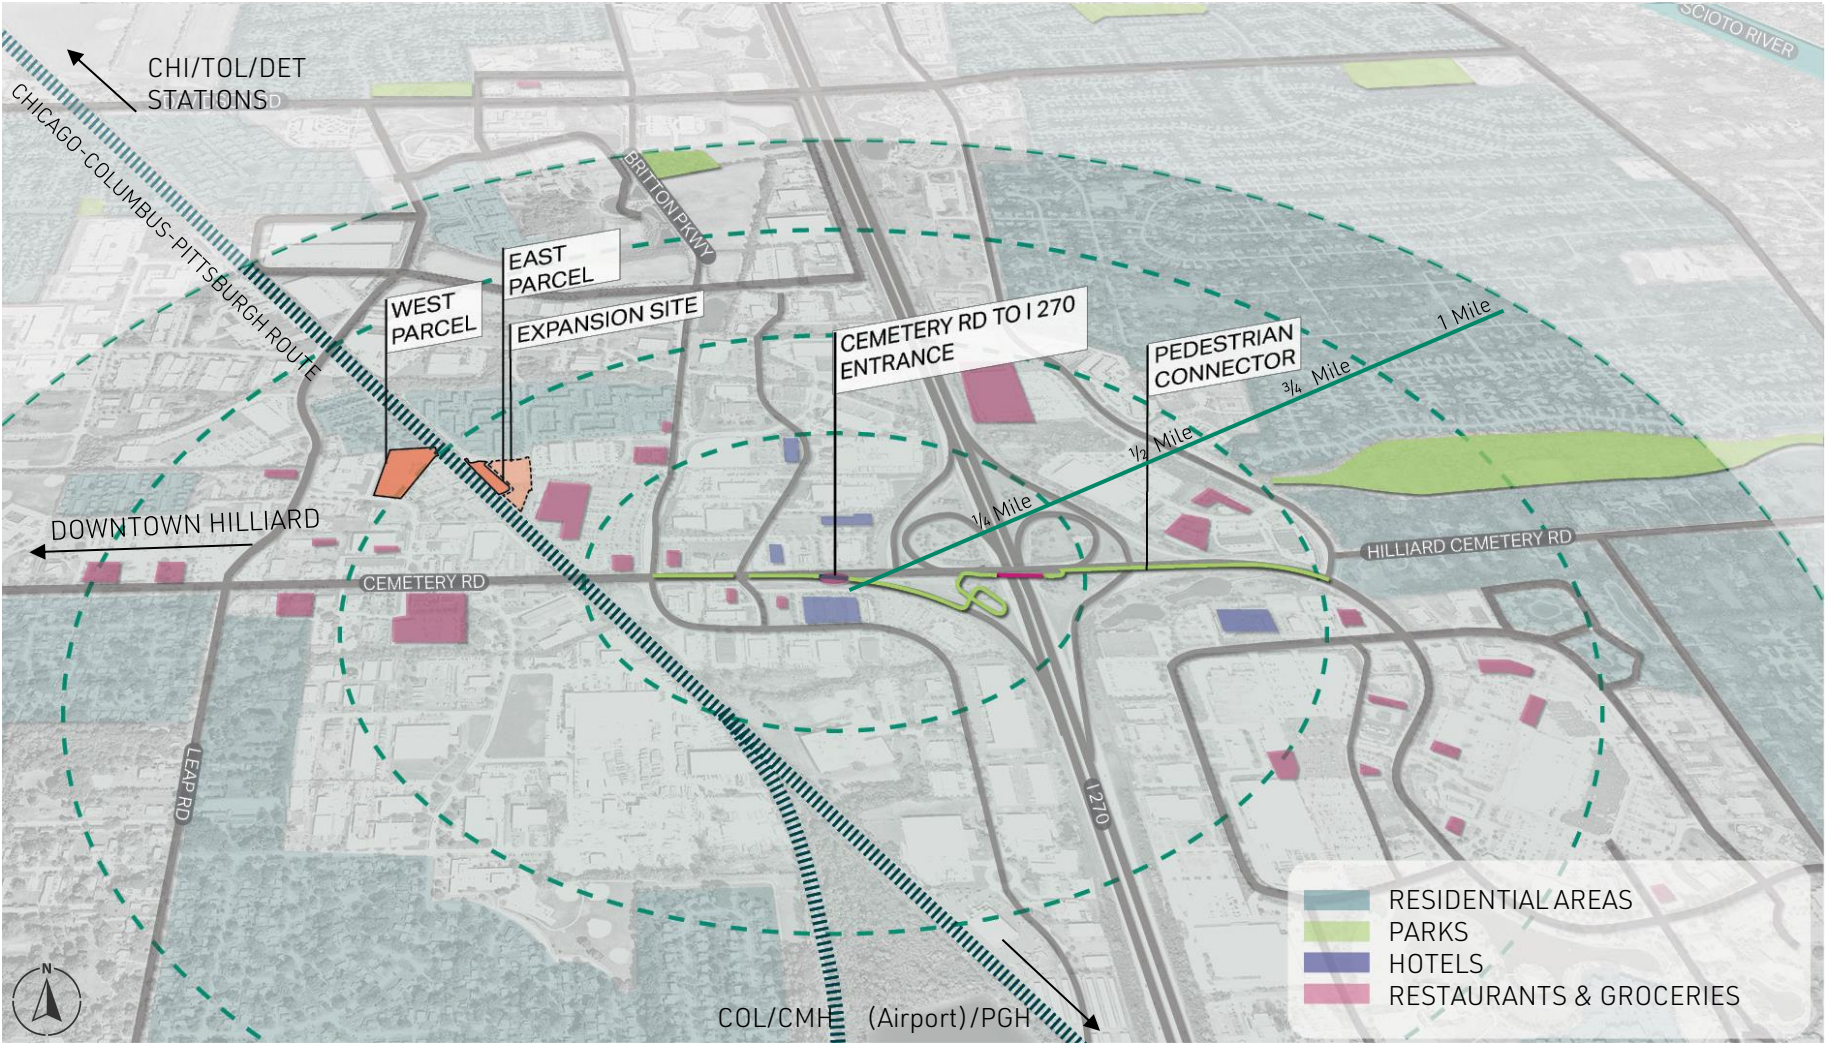 SCIOTO RIVER
CHI/TOL/DET
STATIONS
CHICAGO-COLUMBUS-PITTSBURGH ROUTE
BRITTON PKWY
EAST
PARCEL
WEST
PARCEL
EXPANSION SITE
CEMETERY RD TO I 270
ENTRANCE
PEDESTRIAN
CONNECTOR
1 Mile
3/4 Mile
1/2 Mile
1/4 Mile
DOWNTOWN HILLIARD
HILLIARD CEMETERY RD
CEMETERY RD
LEAP RD
I 270
RESIDENTIAL AREAS
PARKS
HOTELS
RESTAURANTS & GROCERIES
N
COL/CMH (Airport)/PGH